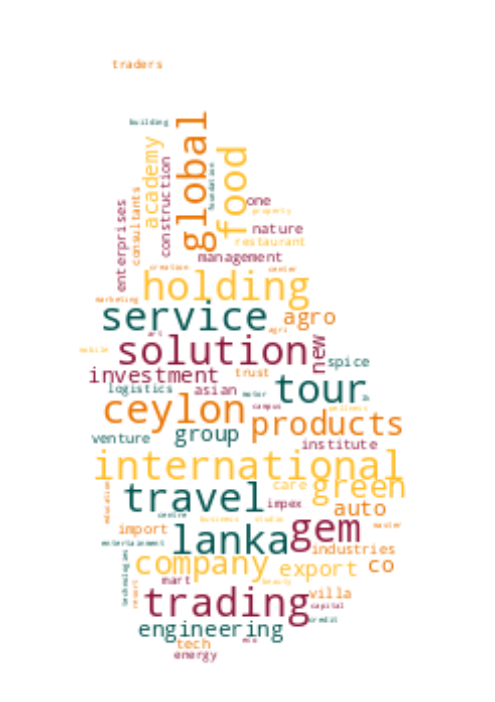 traders
building
global
academy
food
construction
foundation
consultants
enterprises
one
property
nature
restaurant
management
creation
center
holding
marketing
service
agro
agri
art
solution
new
mobile
spice
investment
trust
logistics
asian
motor
tour
a
campus
wellness
ceylon
products
venture
group
institute
international
care
green
education
travel
impex
auto
centre
business
studio
import
lanka
gem
master
entertainment
industries
technologies
company
export
co
mart
beauty
resort
villa
trading
capital
credit
engineering
eco
tech
energy